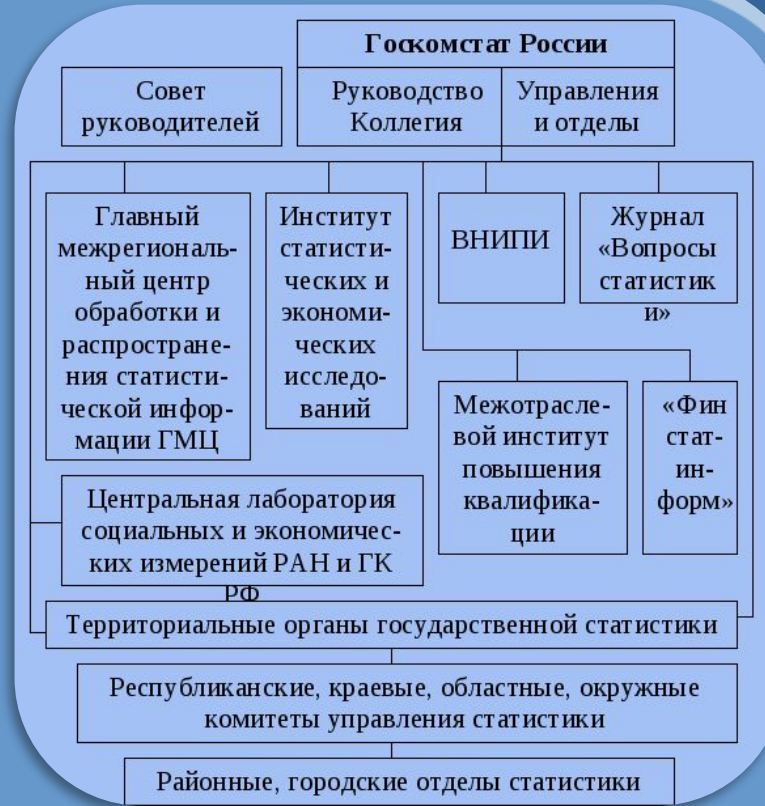 Госкомстат России
Совет
руководителей
Руководство
Коллегия
Управления
и отделы
Главный
межрегиональ-
ный центр
обработки и
распростране-
ния статисти-
ческой инфор-
мации ГМЦ
Институт
статисти-
ческих и
экономи-
ческих
исследо-
ваний
ВНИПИ
Журнал
«Вопросы
статистик
и»
Межотрасле-
вой институт
повышения
квалифика-
ции
«Фин
стат-
ин-
форм»
Центральная лаборатория
социальных и экономичес-
ких измерений РАН и ГК
РФ
Территориальные органы государственной статистики
Республиканские, краевые, областные, окружные
комитеты управления статистики
Районные, городские отделы статистики